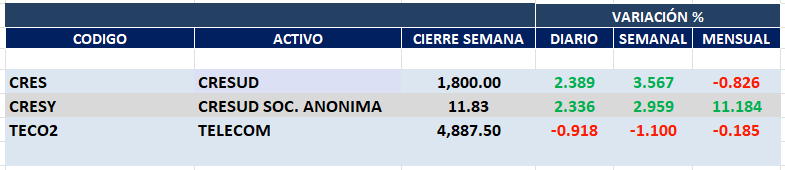 VARIACIÓN %
CODIGO ACTIVO CIERRE SEMANA DIARIO SEMANAL MENSUAL
CRES CRESUD 1,800.00 2.389 3.567 -0.826
CRESY CRESUD SOC. ANONIMA 11.83 2.336 2.959 11.184
TECO2 TELECOM 4,887.50 -0.918 -1.100 -0.185